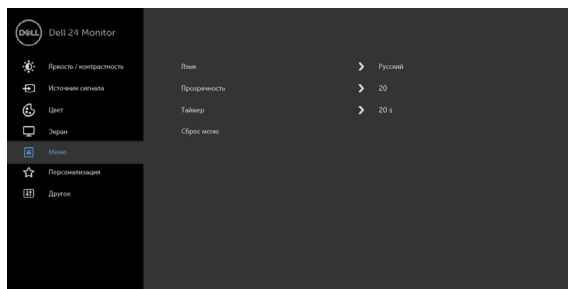 DELL Dell 24 Monitor
Яркость / контрастность
Язык > Русский
Источник сигнала
Прозрачность > 20
Цвет
Таймер > 20 s
Экран
Сброс меню
Меню
Персонализация
Другое